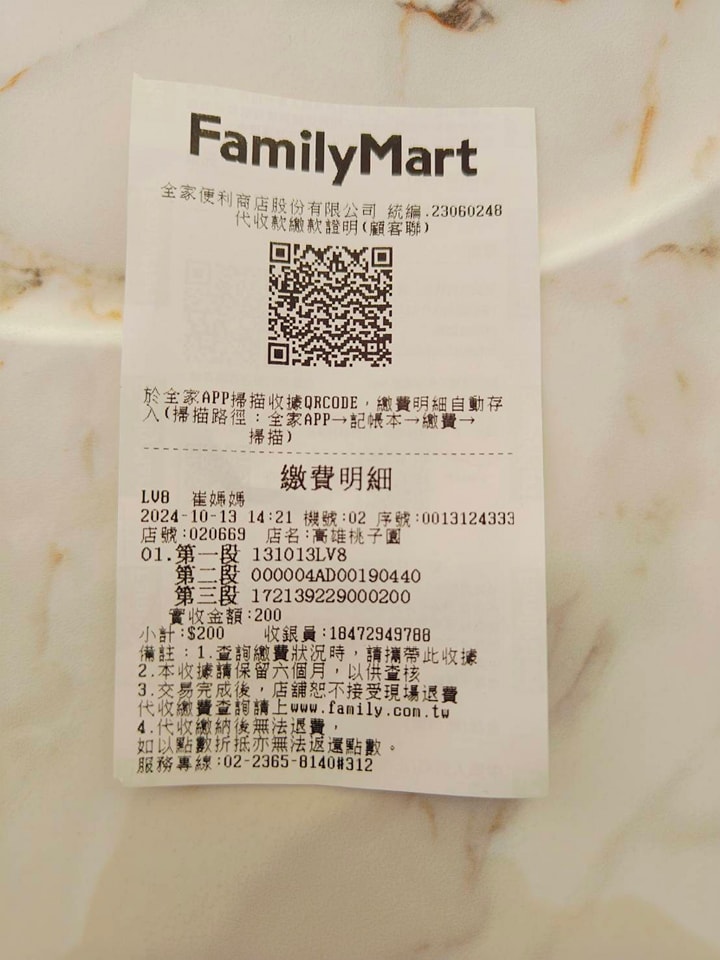 FamilyMart
全家便利商店股份有限公司 統編.23060248
代收款繳款證明(顧客聯)
於全家APP掃描收據QRCODE，繳費明細自動存
入(掃描路徑：全家APP→記帳本→繳費→
掃描)
繳費明細
LV8 崔媽媽
2024-10-13 14:21 機號:02 序號:0013124333
店號:020669 店名:高雄桃子園
01.第一段 131013LV8
第二段 000004AD00190440
第三段 172139229000200
實收金額:200
小計:$200 收銀員:18472949788
備註：1.查詢繳費狀況時，請攜帶此收據
2.本收據請保留六個月，以供查核
3.交易完成後，店舖恕不接受現場退費
代收繳費查詢請上www.family.com.tw
4.代收繳納後無法退費，
如以點數折抵亦無法返還點數。
服務專線:02-2365-8140#312